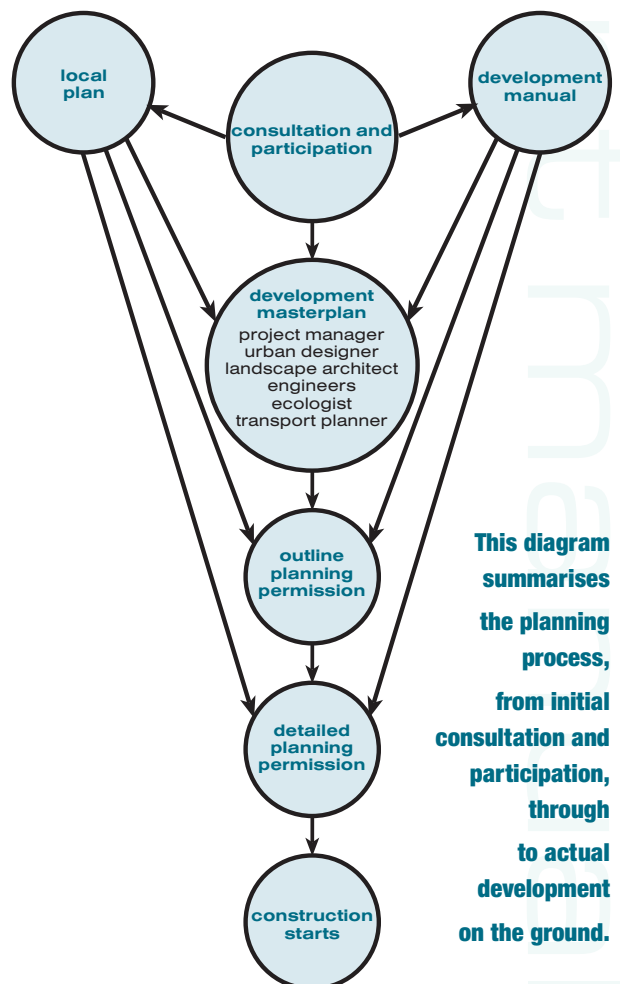 local
plan
consultation and
participation
development
manual
development
masterplan
project manager
urban designer
landscape architect
engineers
ecologist
transport planner
outline
planning
permission
detailed
planning
permission
construction
starts
This diagram
summarises
the planning
process,
from initial
consultation and
participation,
through
to actual
development
on the ground.